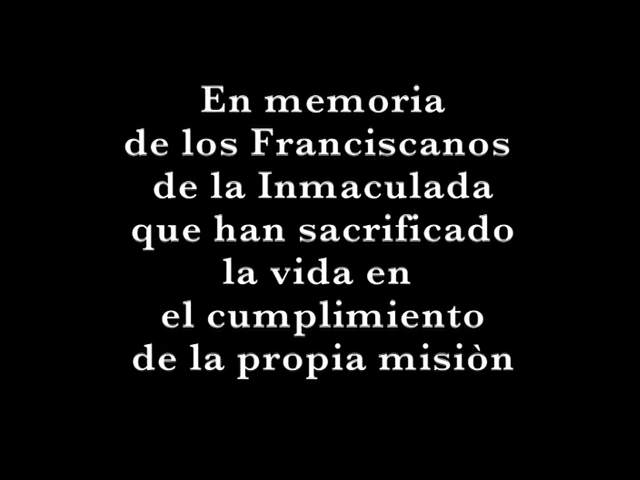 En memoria
de los Franciscanos
de la Inmaculada
que han sacrificado
la vida en
el cumplimiento
de la propia misiòn